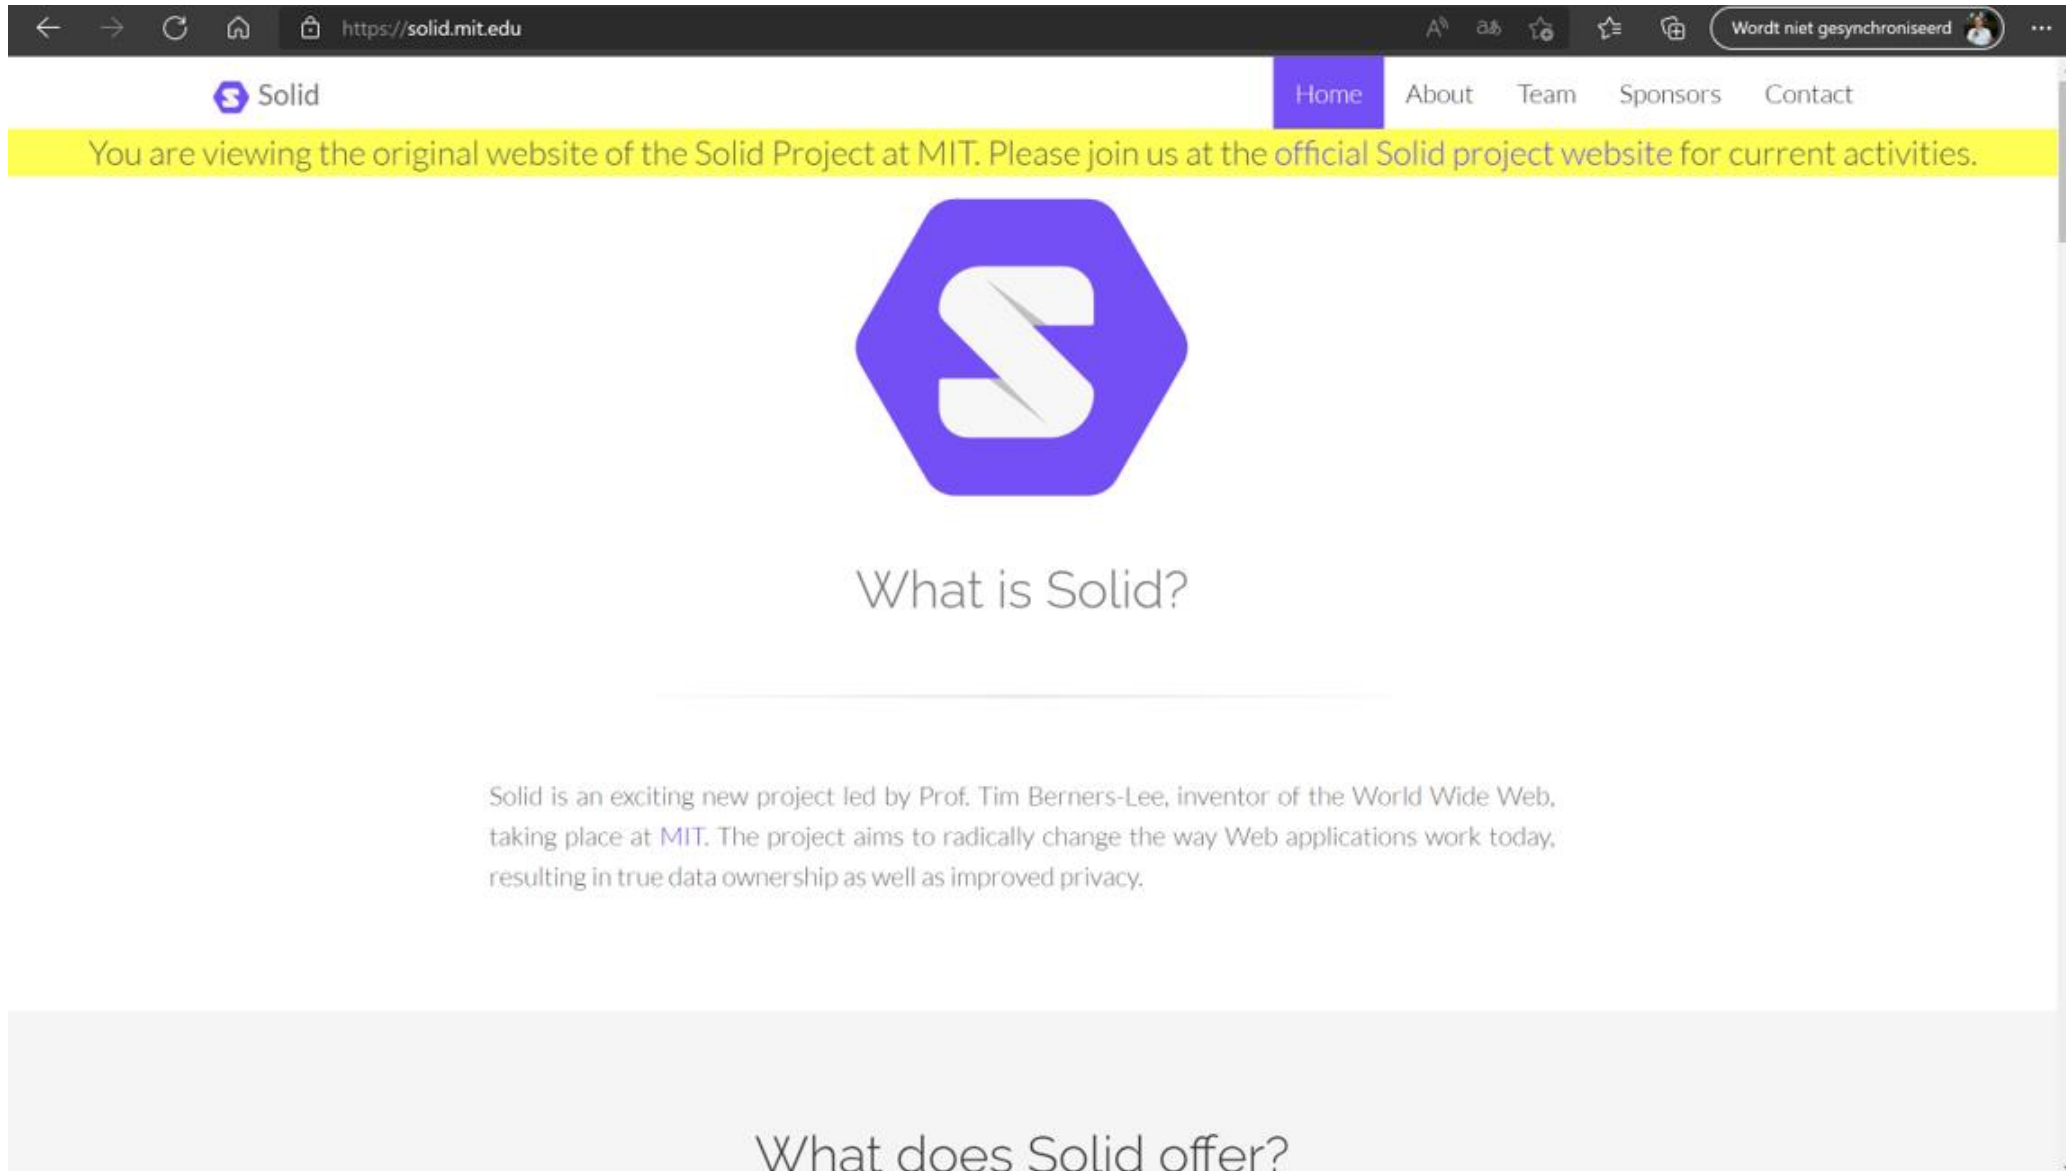 https://solid.mit.edu
Wordt niet gesynchroniseerd
Solid
Home About Team Sponsors Contact
You are viewing the original website of the Solid Project at MIT. Please join us at the official Solid project website for current activities.
What is Solid?
Solid is an exciting new project led by Prof. Tim Berners-Lee, inventor of the World Wide Web,
taking place at MIT. The project aims to radically change the way Web applications work today,
resulting in true data ownership as well as improved privacy.
What does Solid offer?